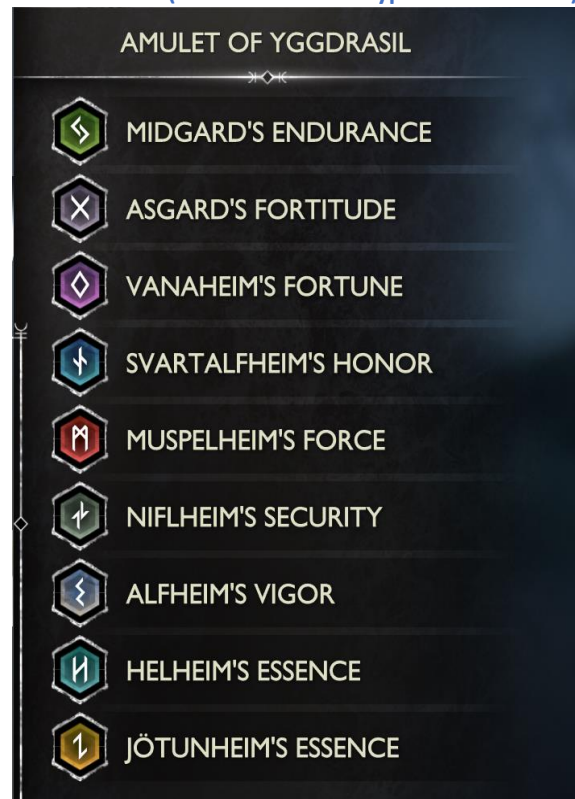 AMULET OF YGGDRASIL
MIDGARD'S ENDURANCE
ASGARD'S FORTITUDE
VANAHEIM'S FORTUNE
SVARTALFHEIM'S HONOR
MUSPELHEIM'S FORCE
NIFLHEIM'S SECURITY
ALFHEIM'S VIGOR
HELHEIM'S ESSENCE
JÖTUNHEIM'S ESSENCE